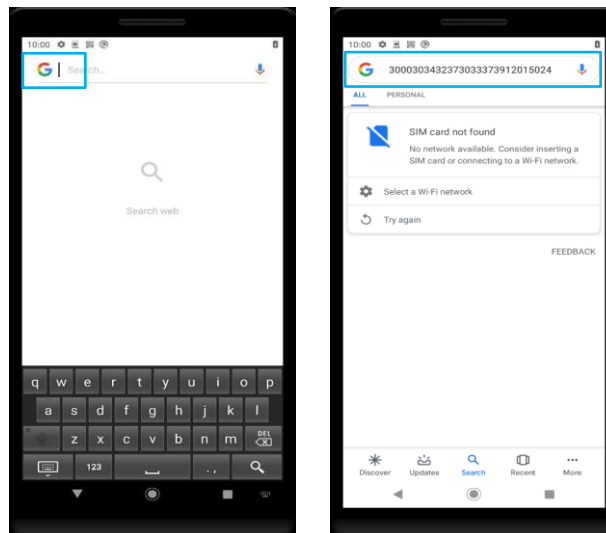 10:00
Search...
Search web
q w e r t y u i o p
a s d f g h j k l
z x c v b n m DEL
123 . ,
10:00
3000303432373033373912015024
ALL PERSONAL
SIM card not found
No network available. Consider inserting a
SIM card or connecting to a Wi-Fi network.
Select a Wi-Fi network
Try again
FEEDBACK
Discover Updates Search Recent More